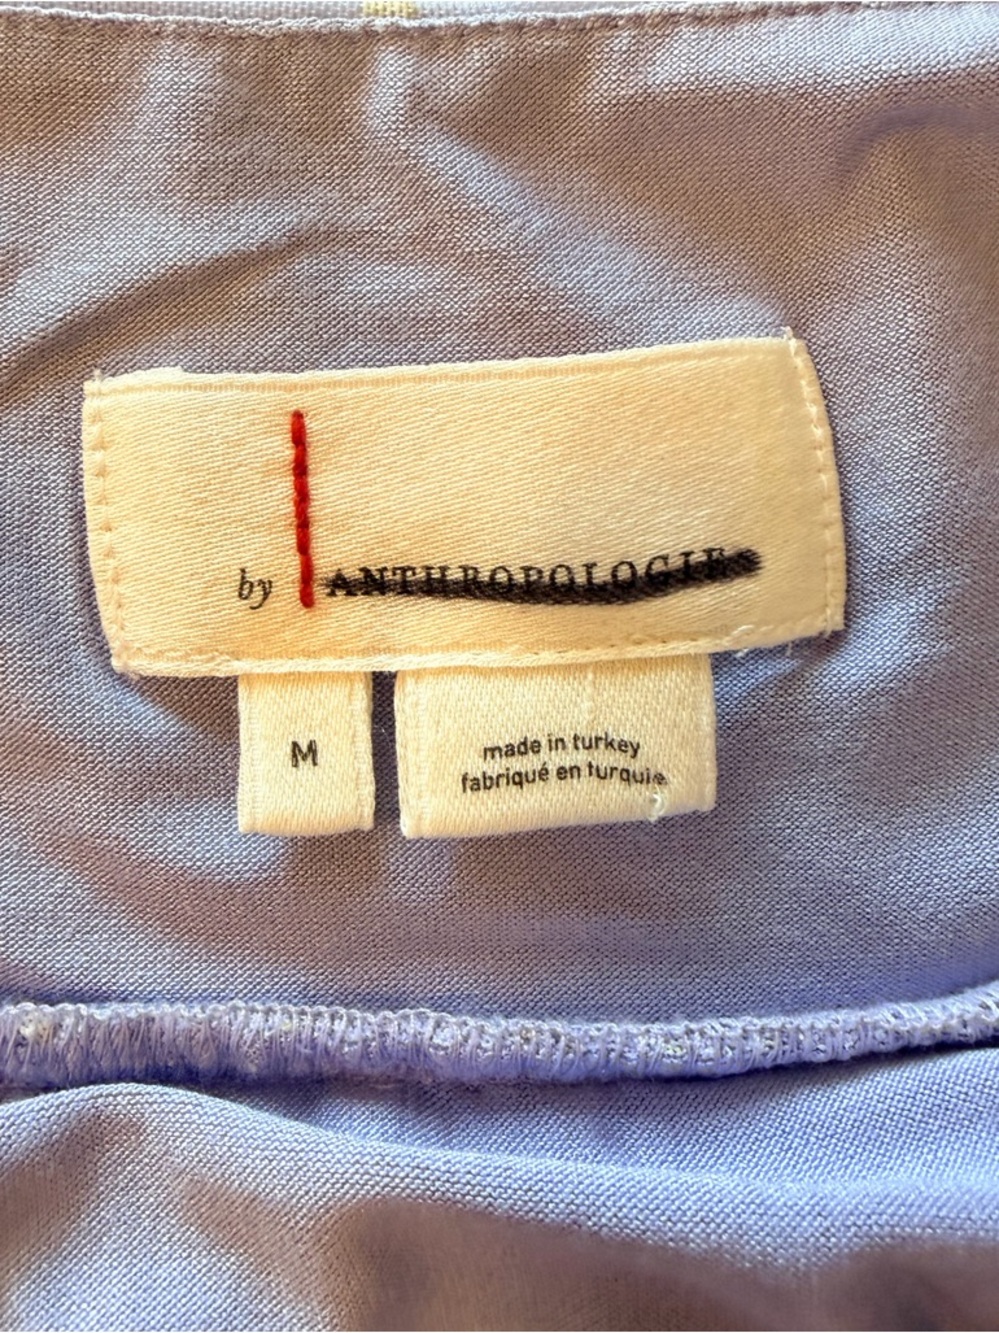 by ANTHROPOLOGIE
M
made in turkey
fabriqué en turquie